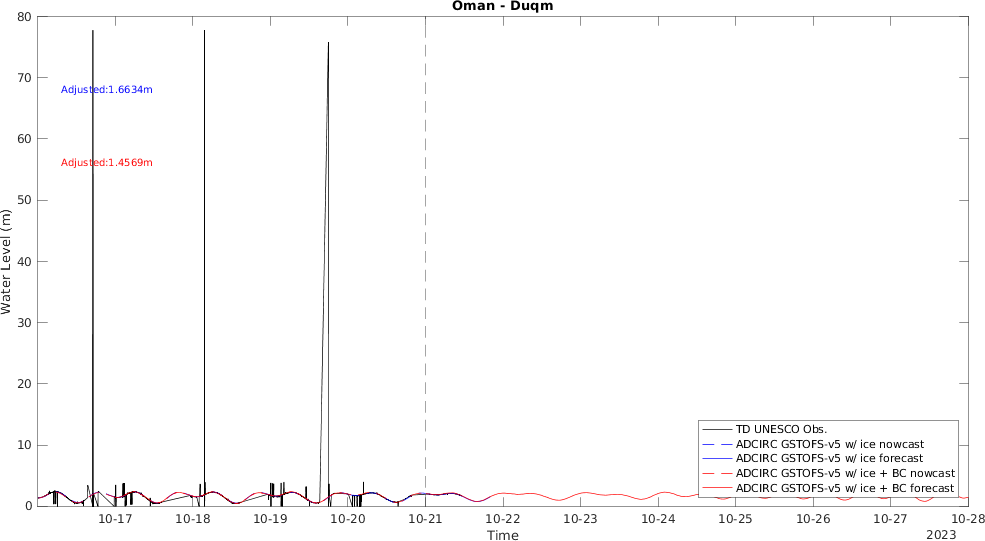 Oman - Duqm
80
70
60
50
40
30
20
10
0
Water Level (m)
Adjusted:1.6634m
Adjusted:1.4569m
TD UNESCO Obs.
ADCIRC GSTOFS-v5 w/ ice nowcast
ADCIRC GSTOFS-v5 w/ ice forecast
ADCIRC GSTOFS-v5 w/ ice + BC nowcast
ADCIRC GSTOFS-v5 w/ ice + BC forecast
10-17 10-18 10-19 10-20 10-21 10-22 10-23 10-24 10-25 10-26 10-27 10-28
Time
2023